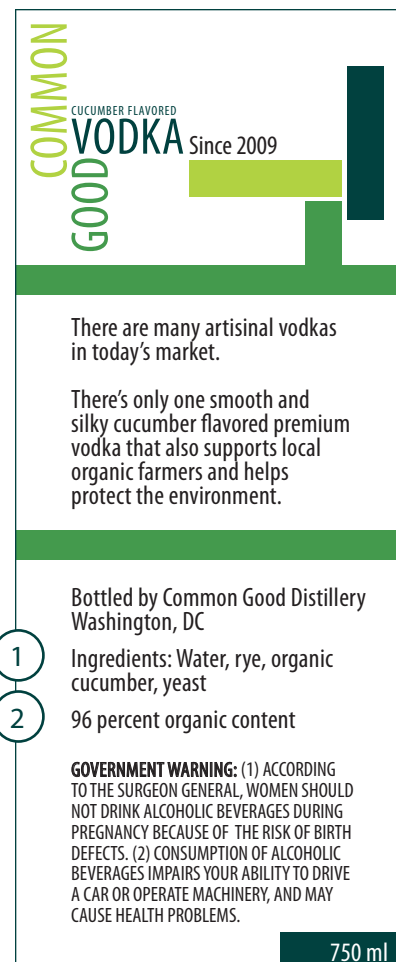 COMMON
GOOD
CUCUMBER FLAVORED
VODKA Since 2009
There are many artisinal vodkas
in today's market.
There's only one smooth and
silky cucumber flavored premium
vodka that also supports local
organic farmers and helps
protect the environment.
Bottled by Common Good Distillery
Washington, DC
1
Ingredients: Water, rye, organic
cucumber, yeast
2
96 percent organic content
GOVERNMENT WARNING: (1) ACCORDING
TO THE SURGEON GENERAL, WOMEN SHOULD
NOT DRINK ALCOHOLIC BEVERAGES DURING
PREGNANCY BECAUSE OF THE RISK OF BIRTH
DEFECTS. (2) CONSUMPTION OF ALCOHOLIC
BEVERAGES IMPAIRS YOUR ABILITY TO DRIVE
A CAR OR OPERATE MACHINERY, AND MAY
CAUSE HEALTH PROBLEMS.
750 ml